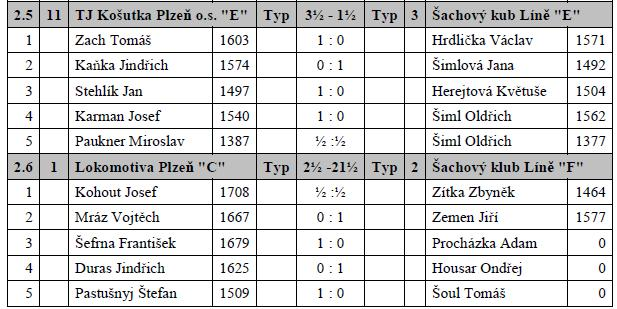 2.5 11 TJ Košutka Plzeň o.s. "E" Typ 3½ - 1½ Typ 3 Šachový kub Líně "E"
1 Zach Tomáš 1603 1 : 0 Hrdlička Václav 1571
2 Kaňka Jindřich 1574 0 : 1 Šimlová Jana 1492
3 Stehlík Jan 1497 1 : 0 Herejtová Květuše 1504
4 Karman Josef 1540 1 : 0 Šiml Oldřich 1562
5 Paukner Miroslav 1387 ½ :½ Šiml Oldřich 1377
2.6 1 Lokomotiva Plzeň "C" Typ 2½ -21½ Typ 2 Šachový klub Líně "F"
1 Kohout Josef 1708 ½ :½ Zítka Zbyněk 1464
2 Mráz Vojtěch 1667 0 : 1 Zemen Jiří 1577
3 Šefrna František 1679 1 : 0 Procházka Adam 0
4 Duras Jindřich 1625 0 : 1 Housar Ondřej 0
5 Pastušnyj Štefan 1509 1 : 0 Šoul Tomáš 0